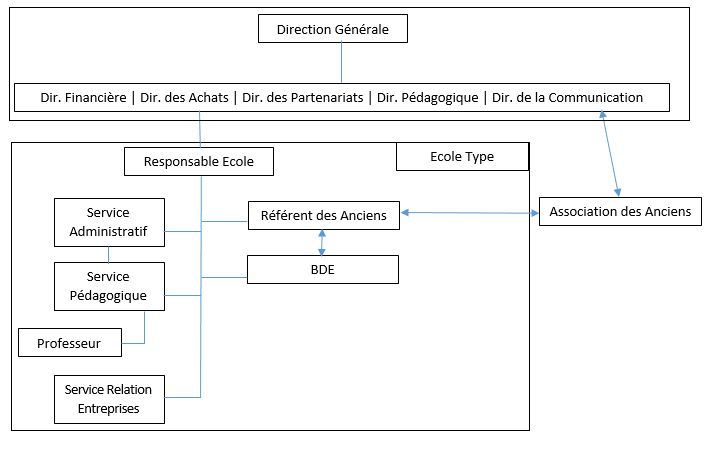 Direction Générale
Dir. Financière | Dir. des Achats | Dir. des Partenariats | Dir. Pédagogique | Dir. de la Communication
Responsable Ecole
Ecole Type
Service
Administratif
Référent des Anciens
Association des Anciens
BDE
Service
Pédagogique
Professeur
Service Relation
Entreprises